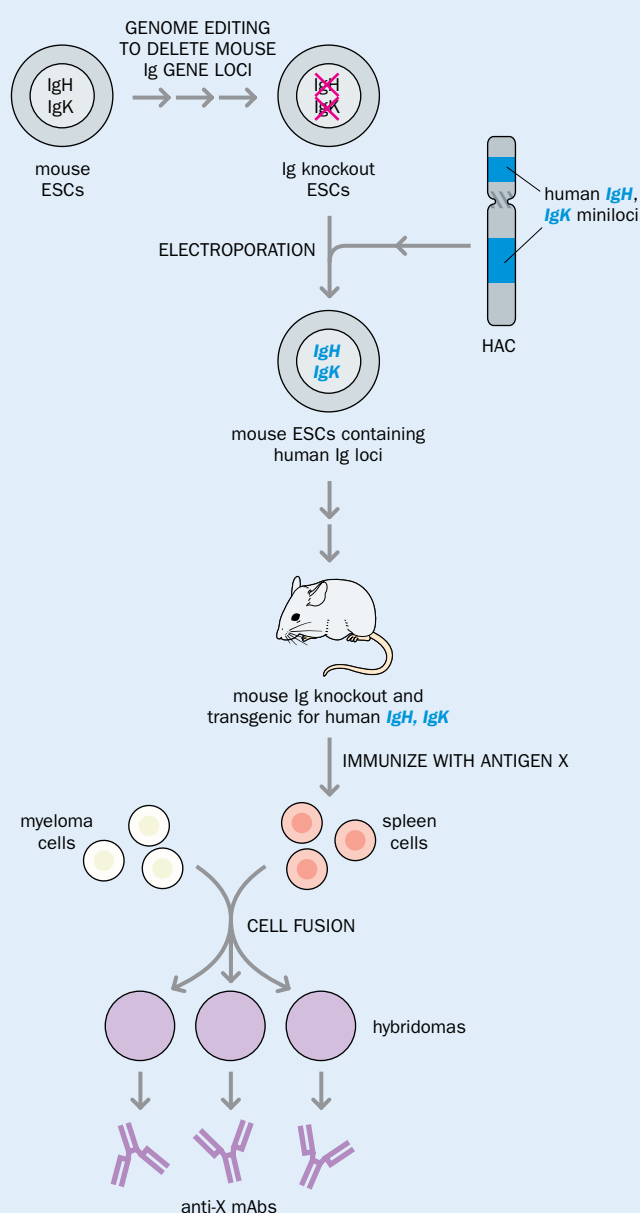 GENOME EDITING
TO DELETE MOUSE
Ig GENE LOCI
IgH
IgK
IgH
IgK
mouse
ESCs
Ig knockout
ESCs
human IgH,
IgK miniloci
ELECTROPORATION
HAC
IgH
IgK
mouse ESCs containing
human Ig loci
mouse Ig knockout and
transgenic for human IgH, IgK
IMMUNIZE WITH ANTIGEN X
myeloma
cells
spleen
cells
CELL FUSION
hybridomas
anti-X mAbs